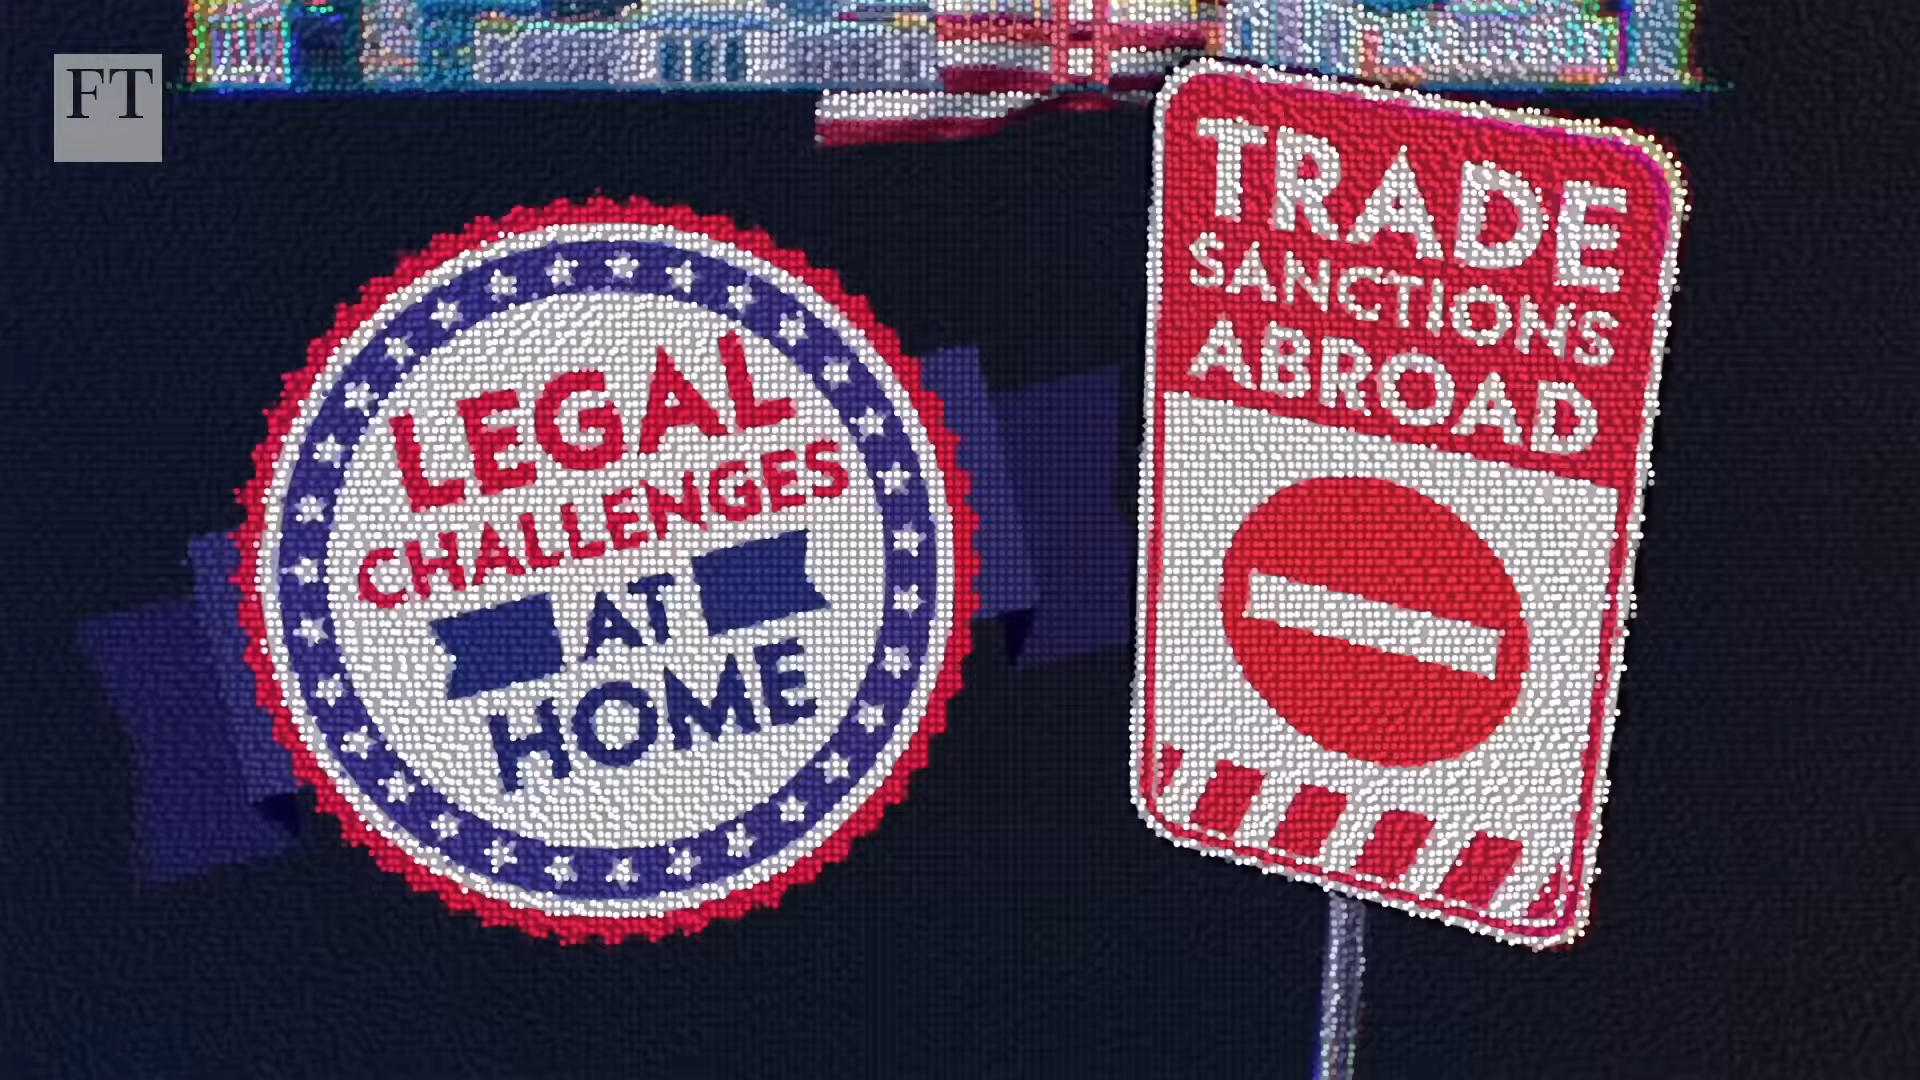 FT
LEGAL
CHALLENGES
AT
HOME
TRADE
SANCTIONS
ABROAD